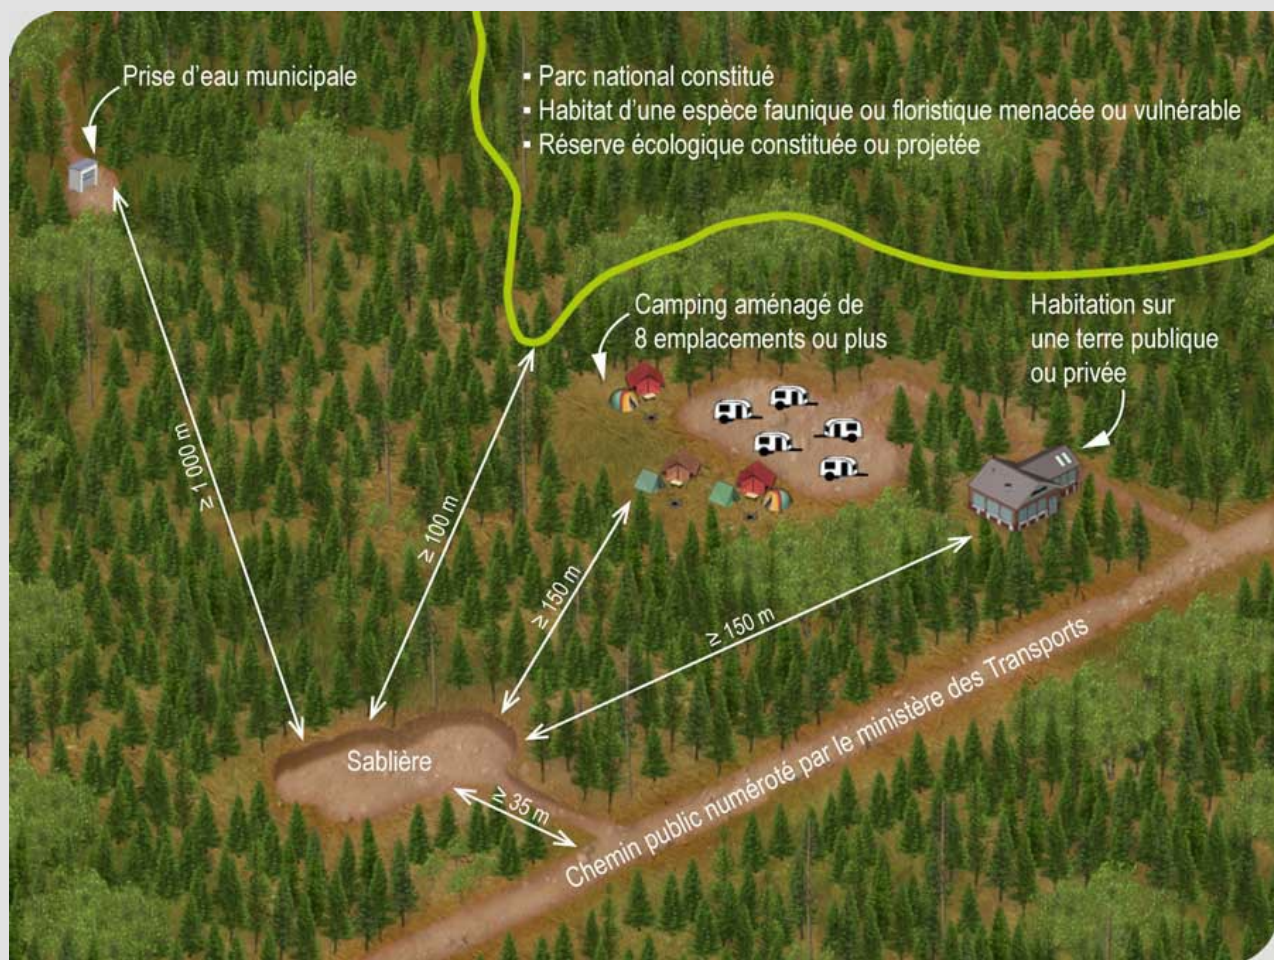 Prise d'eau municipale
▪ Parc national constitué
▪ Habitat d'une espèce faunique ou floristique menacée ou vulnérable
▪ Réserve écologique constituée ou projetée
Camping aménagé de
8 emplacements ou plus
Habitation sur
une terre publique
ou privée
≥ 1 000 m
≥ 100 m
≥ 150 m
≥ 150 m
Sablière
≥ 35 m
Chemin public numéroté par le ministère des Transports